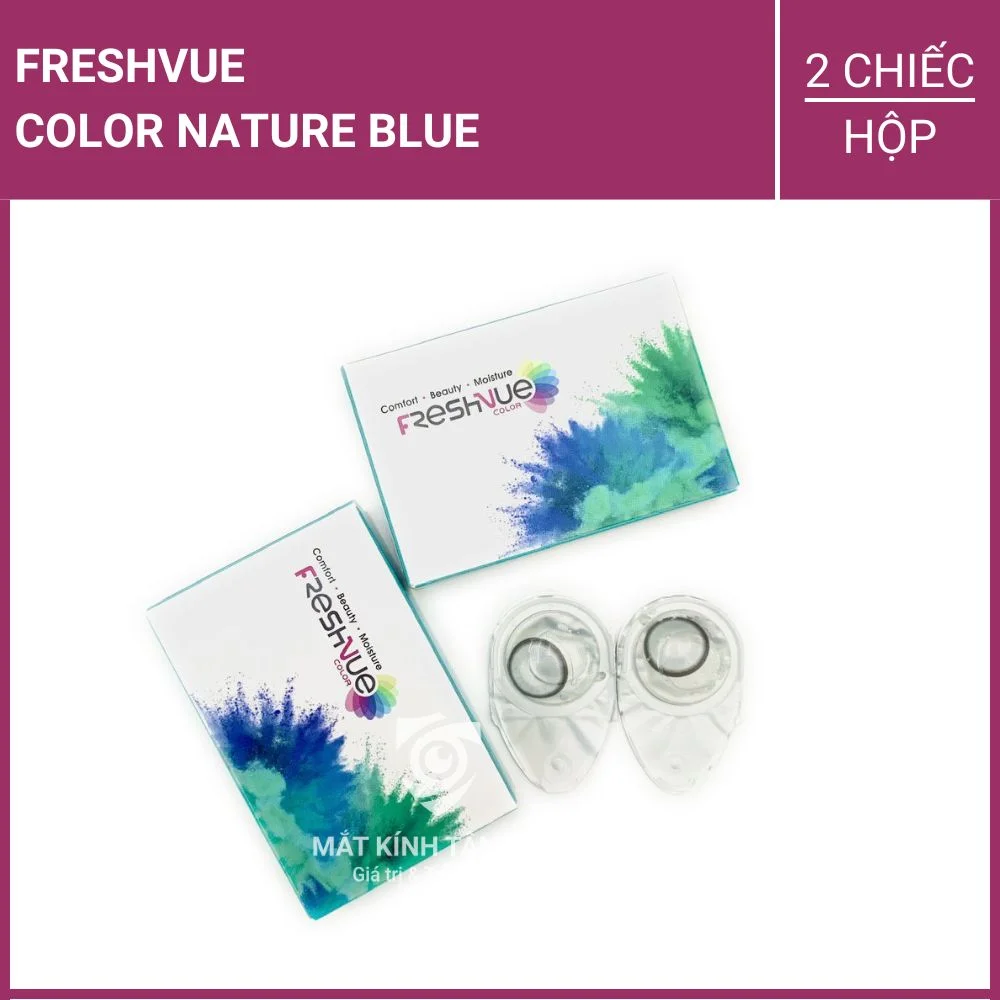 FRESHVUE
COLOR NATURE BLUE
2 CHIẾC
HỘP
Comfort · Beauty · Moisture
FRESHVUE
COLOR
Comfort · Beauty · Moisture
FRESHVUE
COLOR
MẮT KÍNH
Giá trị &